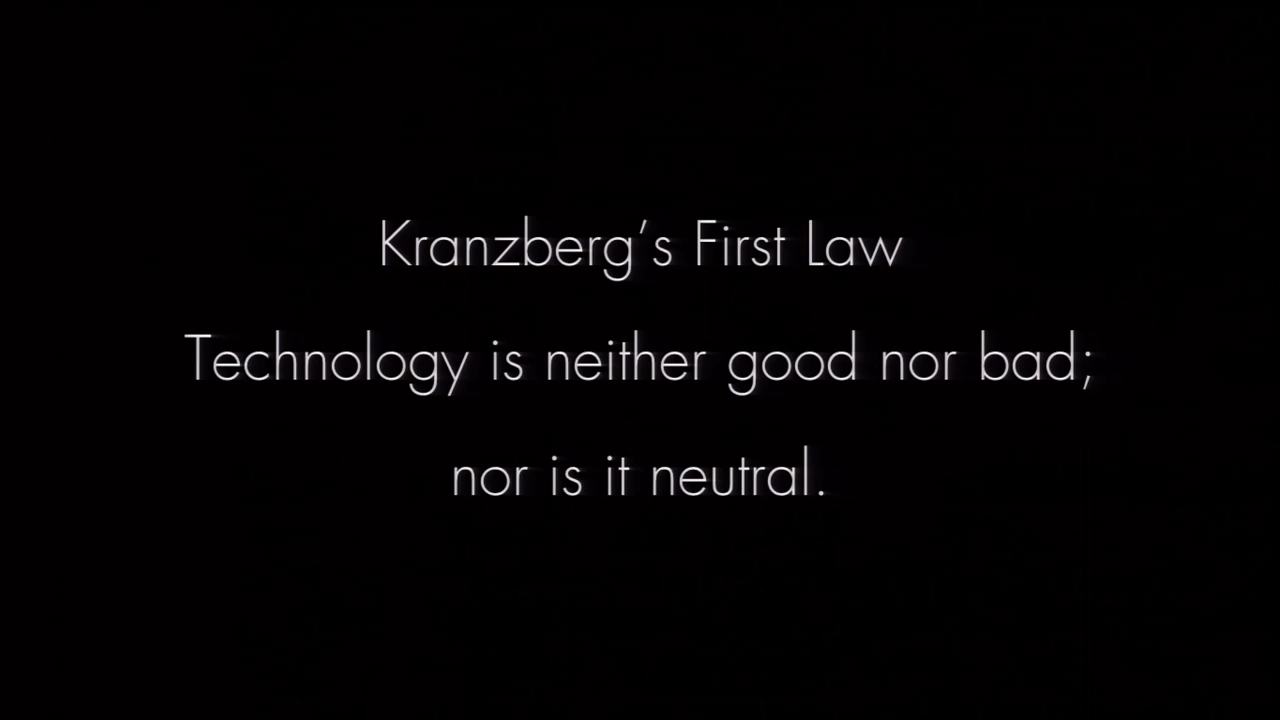 Kranzberg’s First Law
Technology is neither good nor bad;
nor is it neutral.